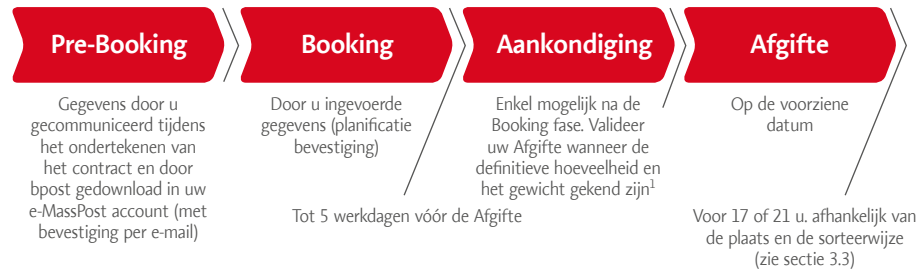 Pre-Booking
Booking
Aankondiging
Afgifte
Gegevens door u
gecommuniceerd tijdens
het ondertekenen van
het contract en door
bpost gedownload in uw
e-MassPost account (met
bevestiging per e-mail)
Door u ingevoerde
gegevens (planificatie
bevestiging)
Enkel mogelijk na de
Booking fase. Valideer
uw Afgifte wanneer de
definitieve hoeveelheid en
het gewicht gekend zijn¹
Op de voorziene
datum
Tot 5 werkdagen vóór de Afgifte
Voor 17 of 21 u. afhankelijk van
de plaats en de sorteerwijze
(zie sectie 3.3)